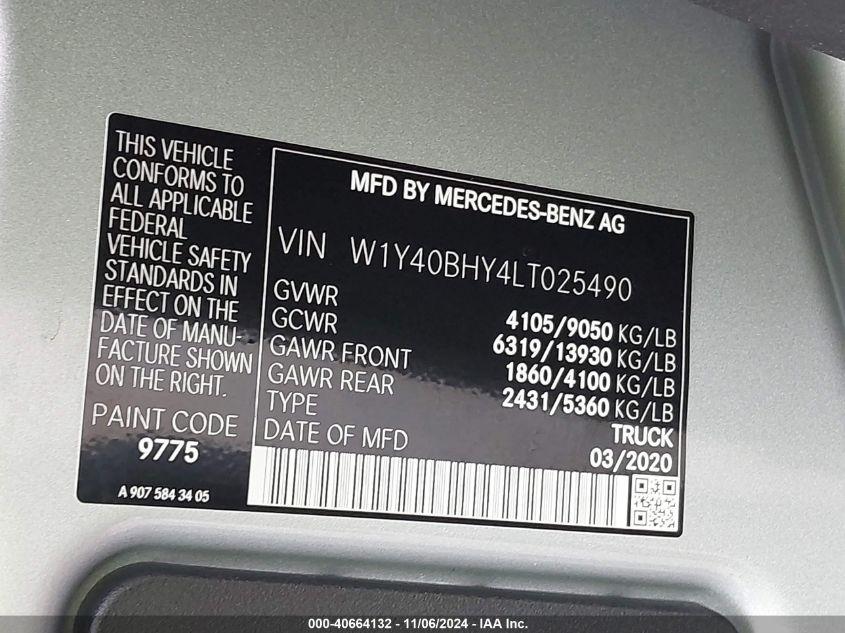 THIS VEHICLE
CONFORMS TO
ALL APPLICABLE
FEDERAL
VEHICLE SAFETY
STANDARDS IN
EFFECT ON THE
DATE OF MANU-
FACTURE SHOWN
ON THE RIGHT.
PAINT CODE
9775
A 907 584 34 05
MFD BY MERCEDES-BENZ AG
VIN W1Y40BHY4LT025490
GVWR 4105/9050 KG/LB
GCWR 6319/13930 KG/LB
GAWR FRONT 1860/4100 KG/LB
GAWR REAR 2431/5360 KG/LB
TYPE TRUCK
DATE OF MFD 03/2020
000-40664132 - 11/06/2024 - IAA Inc.